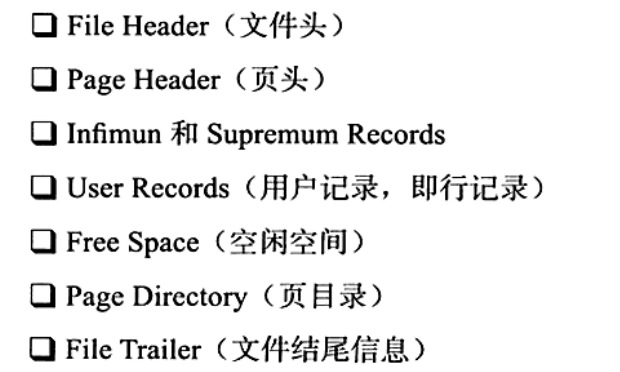 ❑ File Header（文件头）
❑ Page Header（页头）
❑ Infimun 和 Supremum Records
❑ User Records（用户记录，即行记录）
❑ Free Space（空闲空间）
❑ Page Directory（页目录）
❑ File Trailer（文件结尾信息）